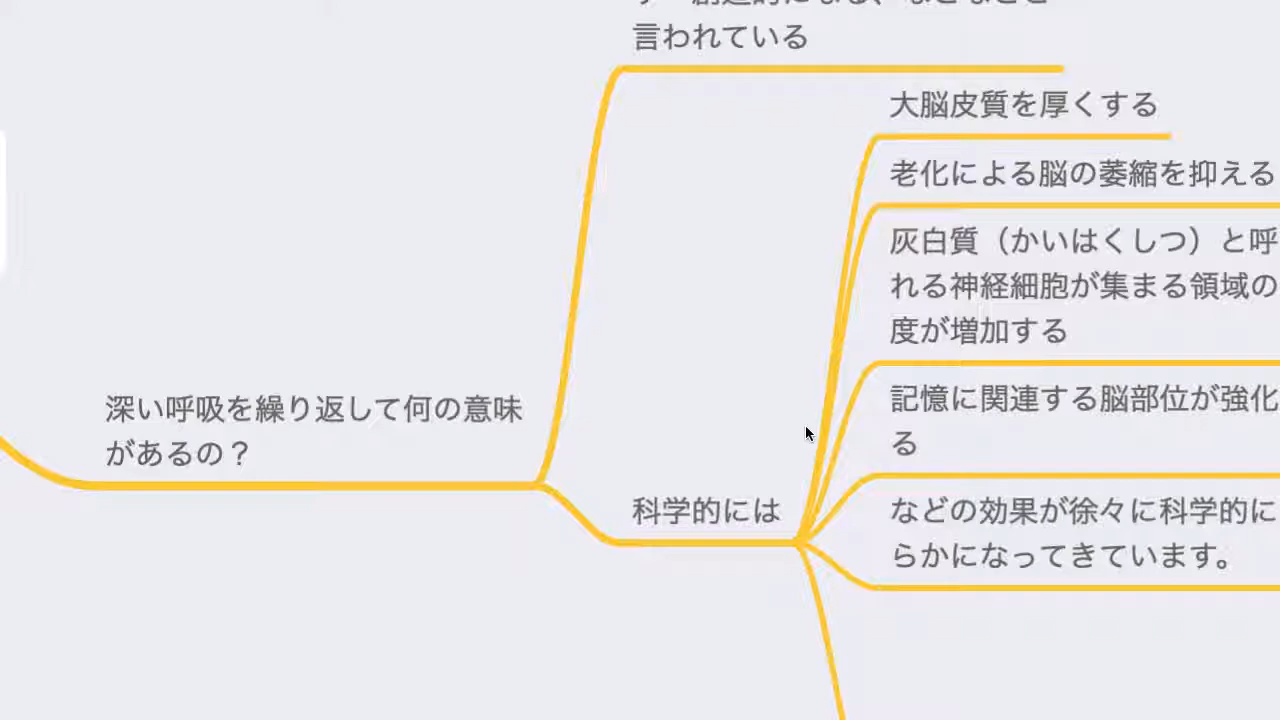 言われている
大脳皮質を厚くする
老化による脳の萎縮を抑える
灰白質（かいはくしつ）と呼
れる神経細胞が集まる領域の
度が増加する
深い呼吸を繰り返して何の意味
があるの？
記憶に関連する脳部位が強化
る
科学的には
などの効果が徐々に科学的に
らかになってきています。